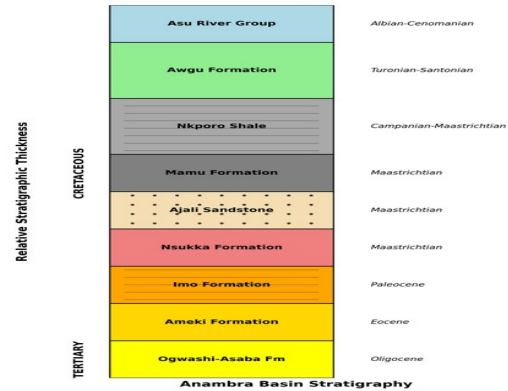 Asu River Group Albian-Cenomanian
Awgu Formation Turonian-Santonian
Nkporo Shale Campanian-Maastrichtian
Mamu Formation Maastrichtian
Ajali Sandstone Maastrichtian
Nsukka Formation Maastrichtian
Imo Formation Paleocene
Ameki Formation Eocene
Ogwashi-Asaba Fm Oligocene
Relative Stratigraphic Thickness
CRETACEOUS
TERTIARY
Anambra Basin Stratigraphy